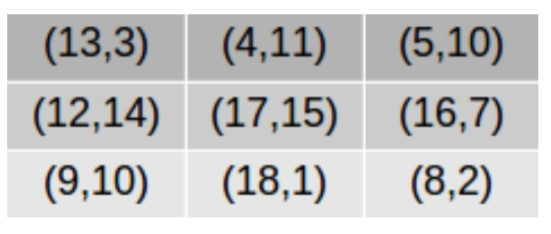 (13,3) (4,11) (5,10)
(12,14) (17,15) (16,7)
(9,10) (18,1) (8,2)